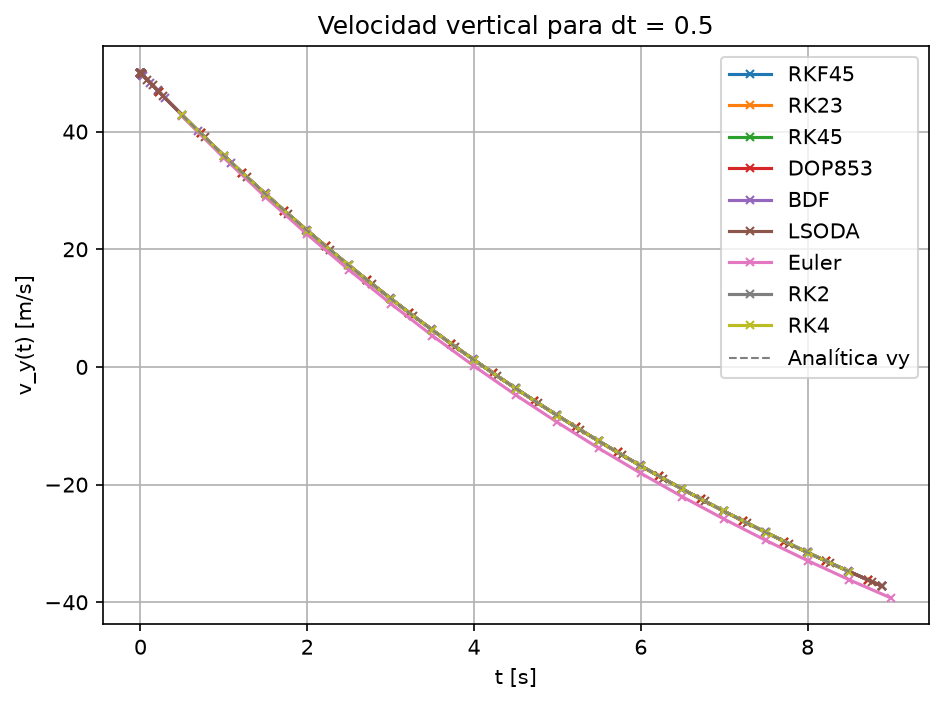 Velocidad vertical para dt = 0.5
v_y(t) [m/s]
40
20
0
−20
−40
RKF45
RK23
RK45
DOP853
BDF
LSODA
Euler
RK2
RK4
Analítica vy
0 2 4 6 8
t [s]